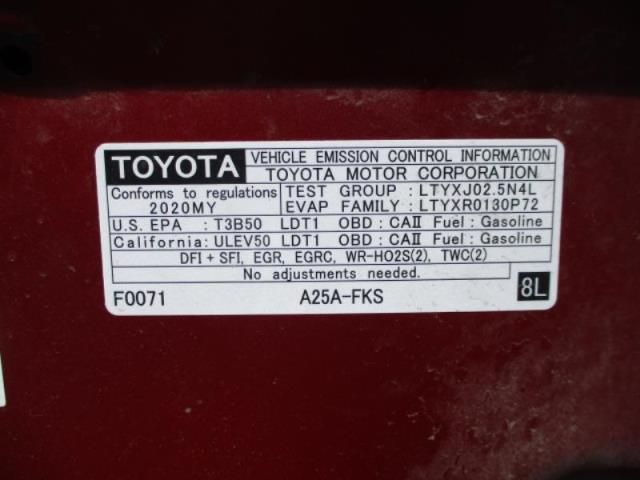 TOYOTA
VEHICLE EMISSION CONTROL INFORMATION
TOYOTA MOTOR CORPORATION
Conforms to regulations
2020MY
TEST GROUP : LTYXJ02.5N4L
EVAP FAMILY : LTYXR0130P72
U.S. EPA : T3B50 LDT1 OBD : CAⅡ Fuel : Gasoline
California: ULEV50 LDT1 OBD : CAⅡ Fuel : Gasoline
DFI + SFI, EGR, EGRC, WR-HO2S(2), TWC(2)
No adjustments needed.
F0071 A25A-FKS 8L